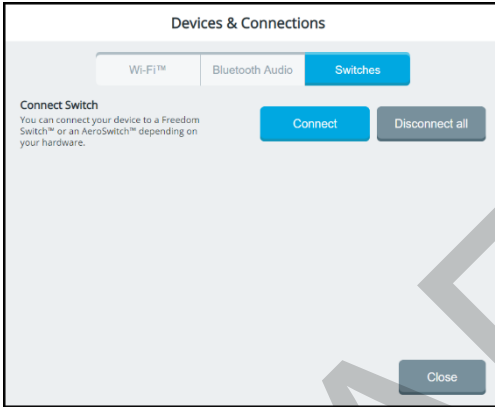 Devices & Connections
Wi-Fi™ Bluetooth Audio Switches
Connect Switch
You can connect your device to a Freedom
Switch™ or an AeroSwitch™ depending on
your hardware.
Connect Disconnect all
Close